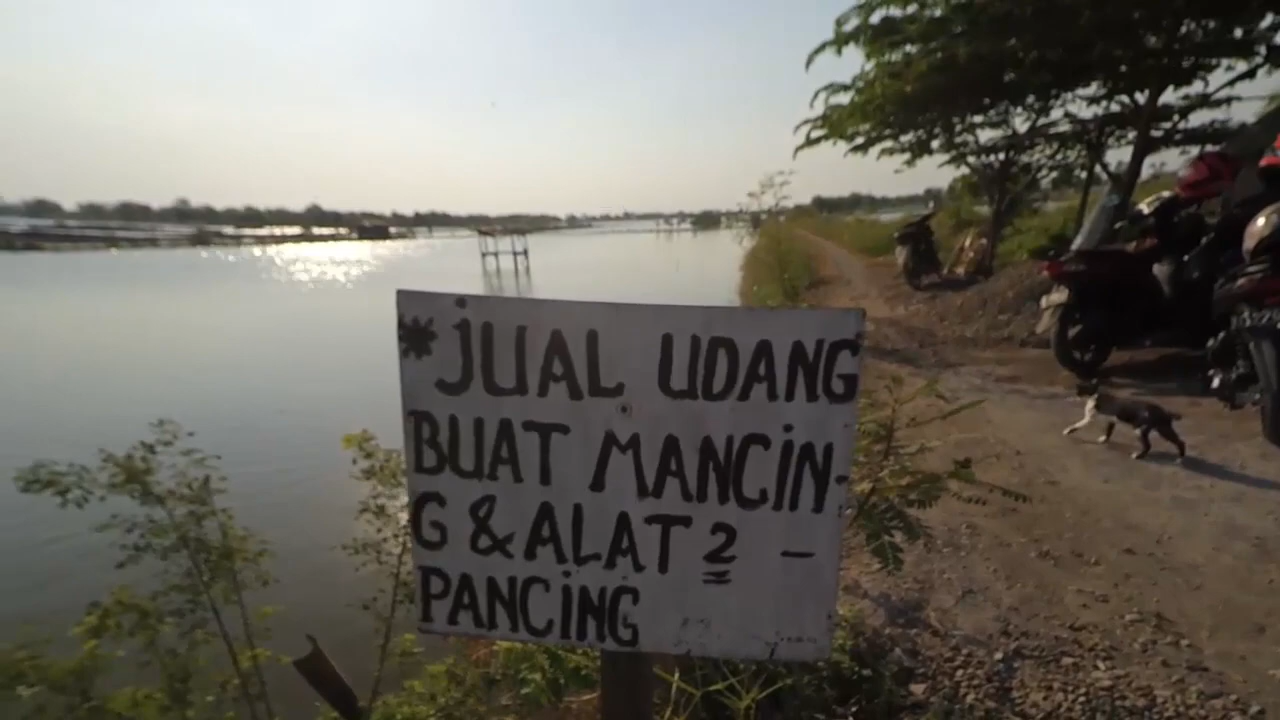 * JUAL UDANG
BUAT MANCIN-
G & ALAT 2 -
PANCING